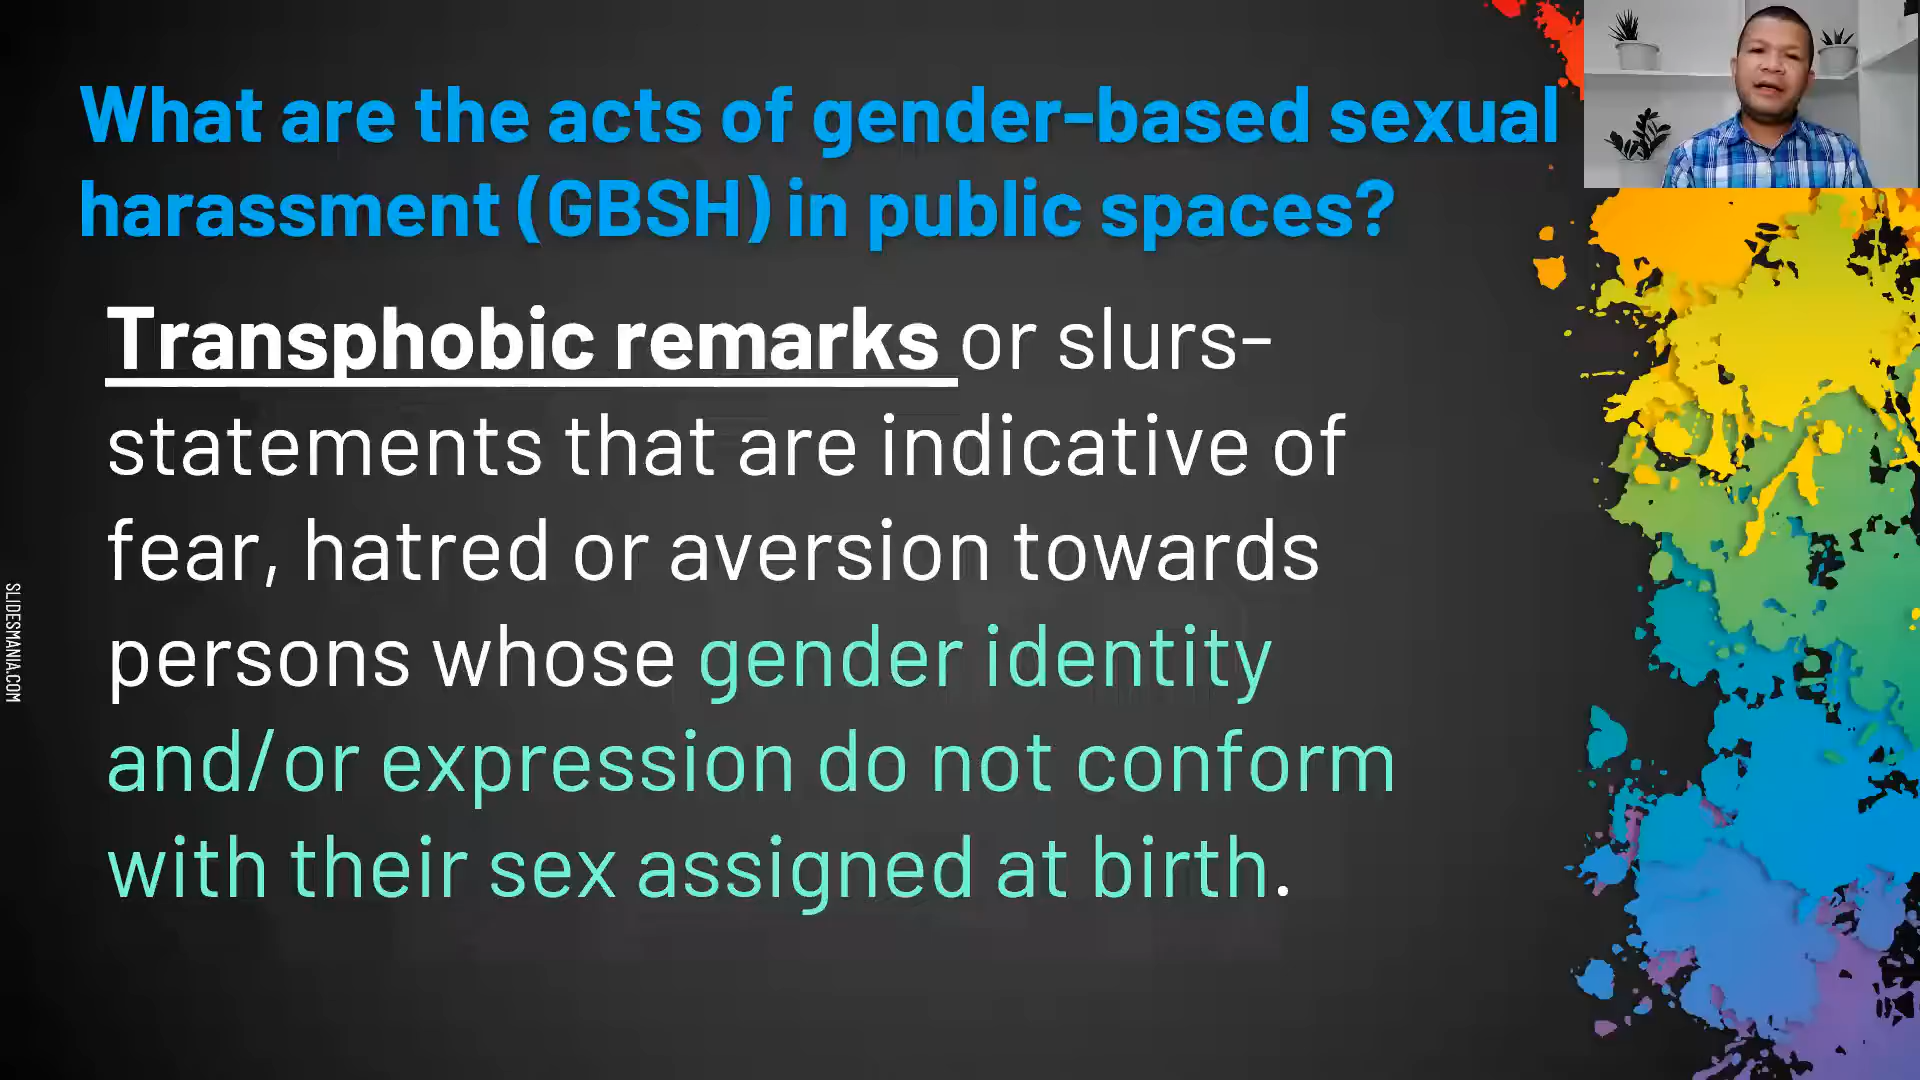 What are the acts of gender-based sexual
harassment (GBSH) in public spaces?
Transphobic remarks or slurs-
statements that are indicative of
fear, hatred or aversion towards
persons whose gender identity
and/or expression do not conform
with their sex assigned at birth.
SLIDESMANIA.COM